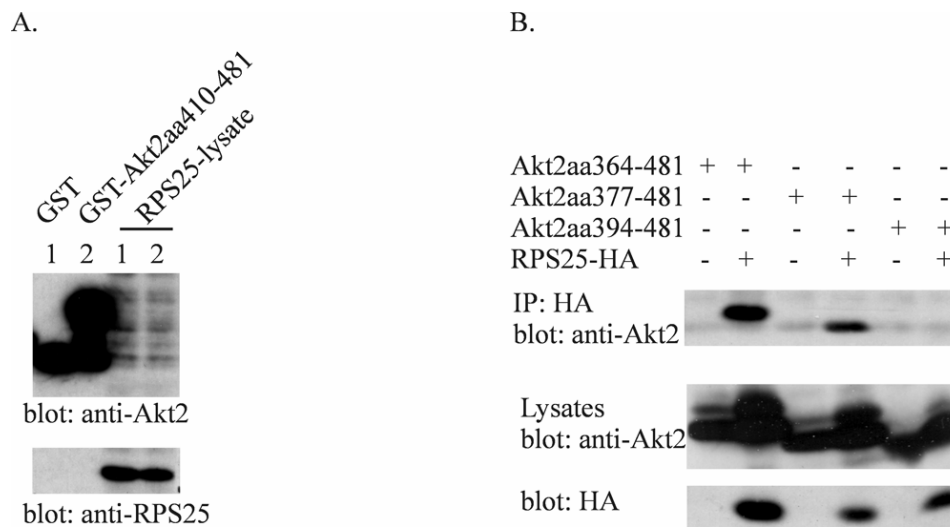 A.
GST
GST-Akt2aa410-481
RPS25-lysate
1 2 1 2
blot: anti-Akt2
blot: anti-RPS25
B.
Akt2aa364-481 + + - - - -
Akt2aa377-481 - - + + - -
Akt2aa394-481 - - - - + +
RPS25-HA - + - + - +
IP: HA
blot: anti-Akt2
Lysates
blot: anti-Akt2
blot: HA